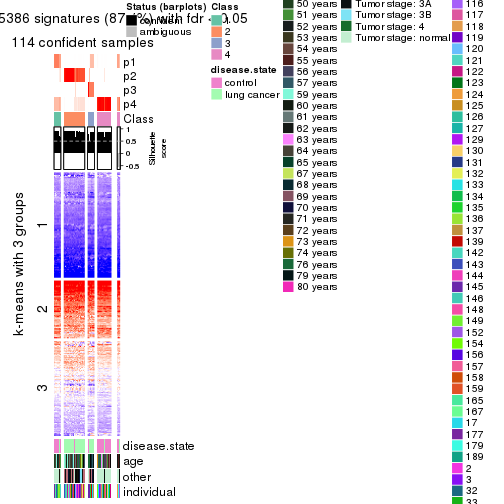 5386 signatures
114 confident samples
p1
p2
p3
p4
Class
1
0.5
0
-0.5
Silhouette
score
k-means with 3 groups
1
2
3
disease.state
age
other
individual
Status (barplots)
ambiguous
Class
2
3
4
disease.state
control
lung cancer
50 years
51 years
52 years
53 years
54 years
55 years
56 years
57 years
59 years
60 years
61 years
62 years
63 years
64 years
65 years
67 years
68 years
69 years
70 years
71 years
72 years
73 years
74 years
76 years
79 years
80 years
Tumor stage: 3A
Tumor stage: 3B
Tumor stage: 4
Tumor stage: normal
116
117
118
119
120
121
122
123
124
125
126
127
129
130
131
132
133
134
135
136
137
139
142
143
144
145
146
148
149
152
154
156
157
158
159
165
167
17
177
179
189
2
3
32
33